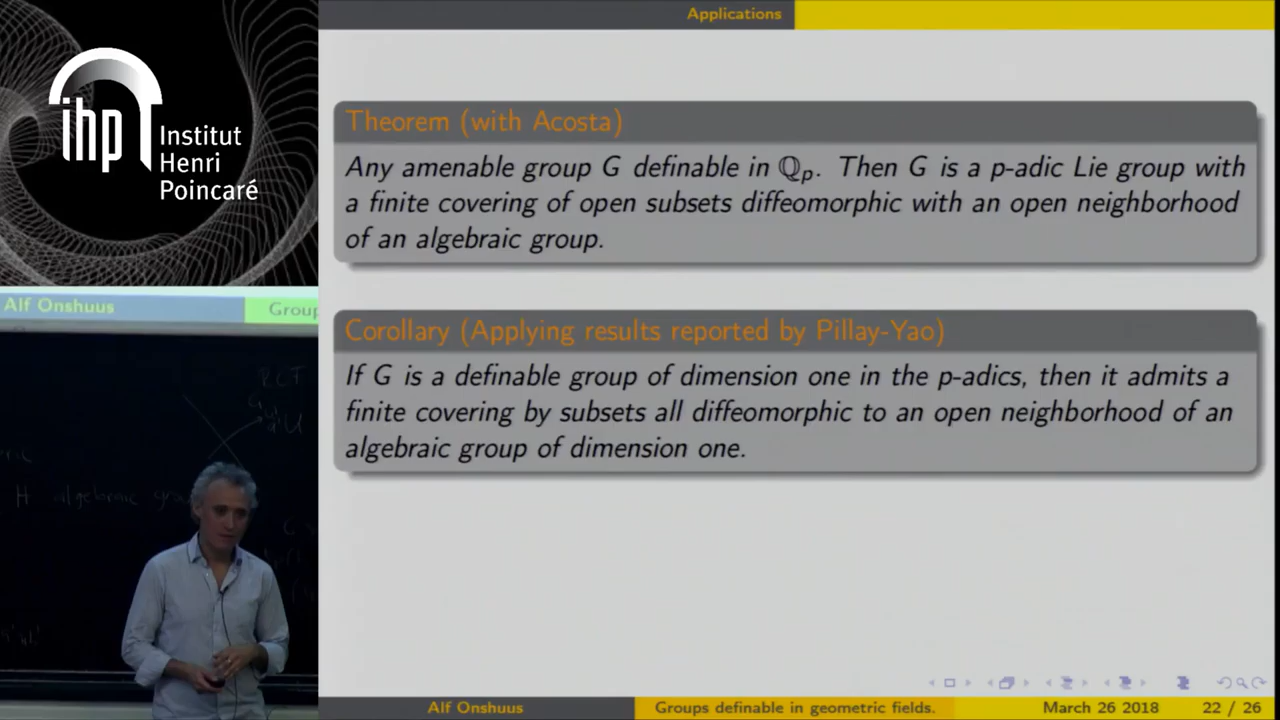 ihp
Institut
Henri
Poincaré
Alf Onshuus
Group
H algebraic
Applications
Theorem (with Acosta)
Any amenable group G definable in ℚp. Then G is a p-adic Lie group with
a finite covering of open subsets diffeomorphic with an open neighborhood
of an algebraic group.
Corollary (Applying results reported by Pillay-Yao)
If G is a definable group of dimension one in the p-adics, then it admits a
finite covering by subsets all diffeomorphic to an open neighborhood of an
algebraic group of dimension one.
Alf Onshuus
Groups definable in geometric fields.
March 26 2018
22 / 26